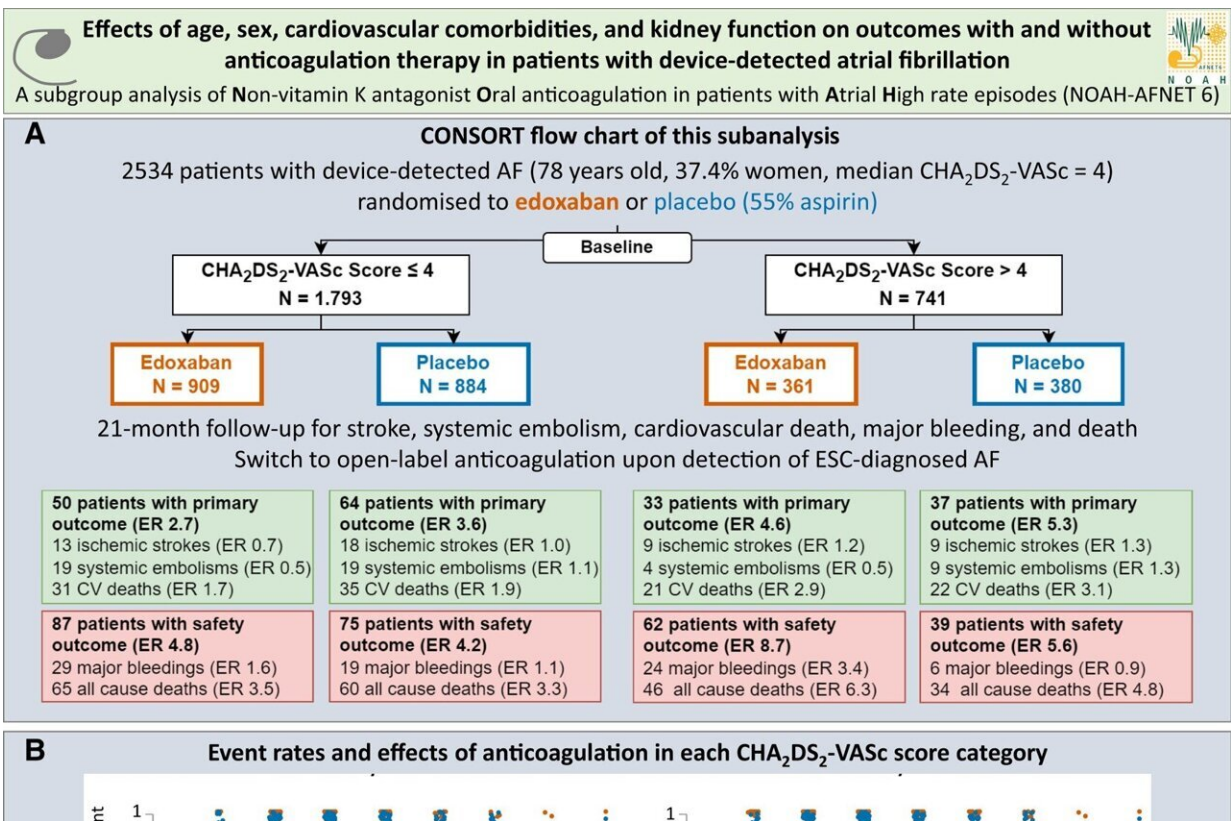 Effects of age, sex, cardiovascular comorbidities, and kidney function on outcomes with and without
anticoagulation therapy in patients with device-detected atrial fibrillation
A subgroup analysis of Non-vitamin K antagonist Oral anticoagulation in patients with Atrial High rate episodes (NOAH-AFNET 6)
AFNET 6
NOAH
A
CONSORT flow chart of this subanalysis
2534 patients with device-detected AF (78 years old, 37.4% women, median CHA₂DS₂-VASc = 4)
randomised to edoxaban or placebo (55% aspirin)
Baseline
CHA₂DS₂-VASc Score ≤ 4
N = 1.793
CHA₂DS₂-VASc Score > 4
N = 741
Edoxaban
N = 909
Placebo
N = 884
Edoxaban
N = 361
Placebo
N = 380
21-month follow-up for stroke, systemic embolism, cardiovascular death, major bleeding, and death
Switch to open-label anticoagulation upon detection of ESC-diagnosed AF
50 patients with primary
outcome (ER 2.7)
13 ischemic strokes (ER 0.7)
19 systemic embolisms (ER 0.5)
31 CV deaths (ER 1.7)
64 patients with primary
outcome (ER 3.6)
18 ischemic strokes (ER 1.0)
19 systemic embolisms (ER 1.1)
35 CV deaths (ER 1.9)
33 patients with primary
outcome (ER 4.6)
9 ischemic strokes (ER 1.2)
4 systemic embolisms (ER 0.5)
21 CV deaths (ER 2.9)
37 patients with primary
outcome (ER 5.3)
9 ischemic strokes (ER 1.3)
9 systemic embolisms (ER 1.3)
22 CV deaths (ER 3.1)
87 patients with safety
outcome (ER 4.8)
29 major bleedings (ER 1.6)
65 all cause deaths (ER 3.5)
75 patients with safety
outcome (ER 4.2)
19 major bleedings (ER 1.1)
60 all cause deaths (ER 3.3)
62 patients with safety
outcome (ER 8.7)
24 major bleedings (ER 3.4)
46 all cause deaths (ER 6.3)
39 patients with safety
outcome (ER 5.6)
6 major bleedings (ER 0.9)
34 all cause deaths (ER 4.8)
B
Event rates and effects of anticoagulation in each CHA₂DS₂-VASc score category
1
1